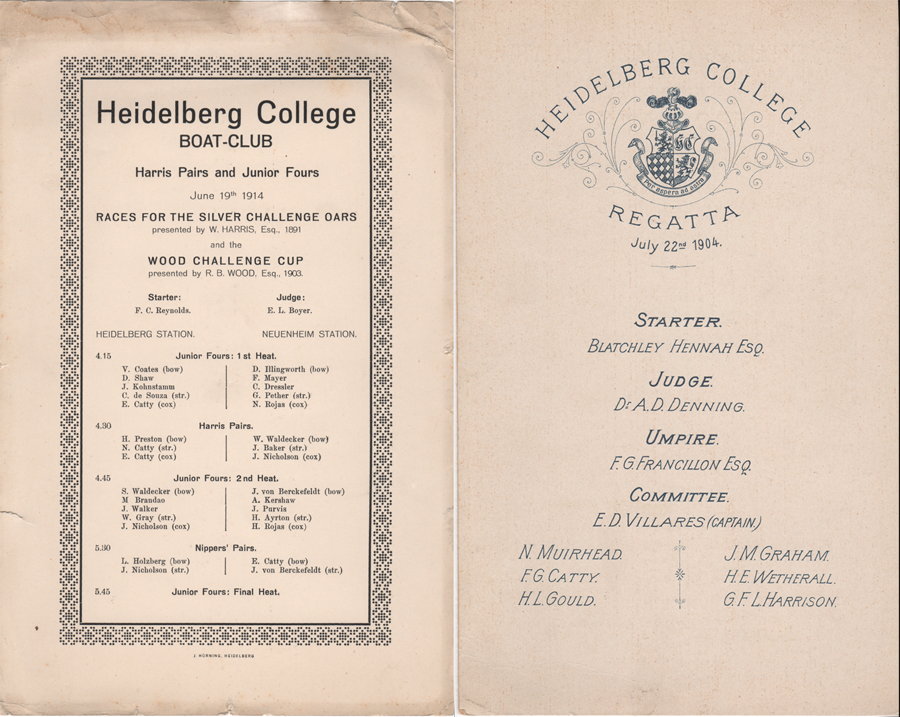 Heidelberg College
BOAT-CLUB
Harris Pairs and Junior Fours
June 19th 1914
RACES FOR THE SILVER CHALLENGE OARS
presented by W. HARRIS, Esq., 1891
and the
WOOD CHALLENGE CUP
presented by R. B. WOOD, Esq., 1903.
Starter: Judge:
F. C. Reynolds. E. L. Boyer.
HEIDELBERG STATION. NEUENHEIM STATION.
4.15 Junior Fours: 1st Heat.
V. Coates (bow) D. Illingworth (bow)
D. Shaw F. Mayer
J. Kohnstamm C. Dressler
C. de Souza (str.) G. Pether (str.)
E. Catty (cox) N. Rojas (cox)
4.30 Harris Pairs.
H. Preston (bow) W. Waldecker (bow)
N. Catty (str.) J. Baker (str.)
E. Catty (cox) J. Nicholson (cox)
4.45 Junior Fours: 2nd Heat.
S. Waldecker (bow) J. von Berckefeldt (bow)
M Brandao A. Kershaw
J. Walker J. Purvis
W. Gray (str.) H. Ayrton (str.)
J. Nicholson (cox) H. Rojas (cox)
5.30 Nippers' Pairs.
L. Holzberg (bow) E. Catty (bow)
J. Nicholson (str.) J. von Berckefeldt (str.)
5.45 Junior Fours: Final Heat.
J. HÖRNING, HEIDELBERG
HEIDELBERG COLLEGE
Per aspera ad astra
REGATTA
July 22nd 1904.
STARTER.
BLATCHLEY HENNAH ESQ.
JUDGE.
Dr A. D. DENNING.
UMPIRE.
F. G. FRANCILLON ESQ.
COMMITTEE.
E. D. VILLARES (CAPTAIN.)
N. MUIRHEAD. J. M. GRAHAM.
F. G. CATTY. H. E. WETHERALL.
H. L. GOULD. G. F. L. HARRISON.